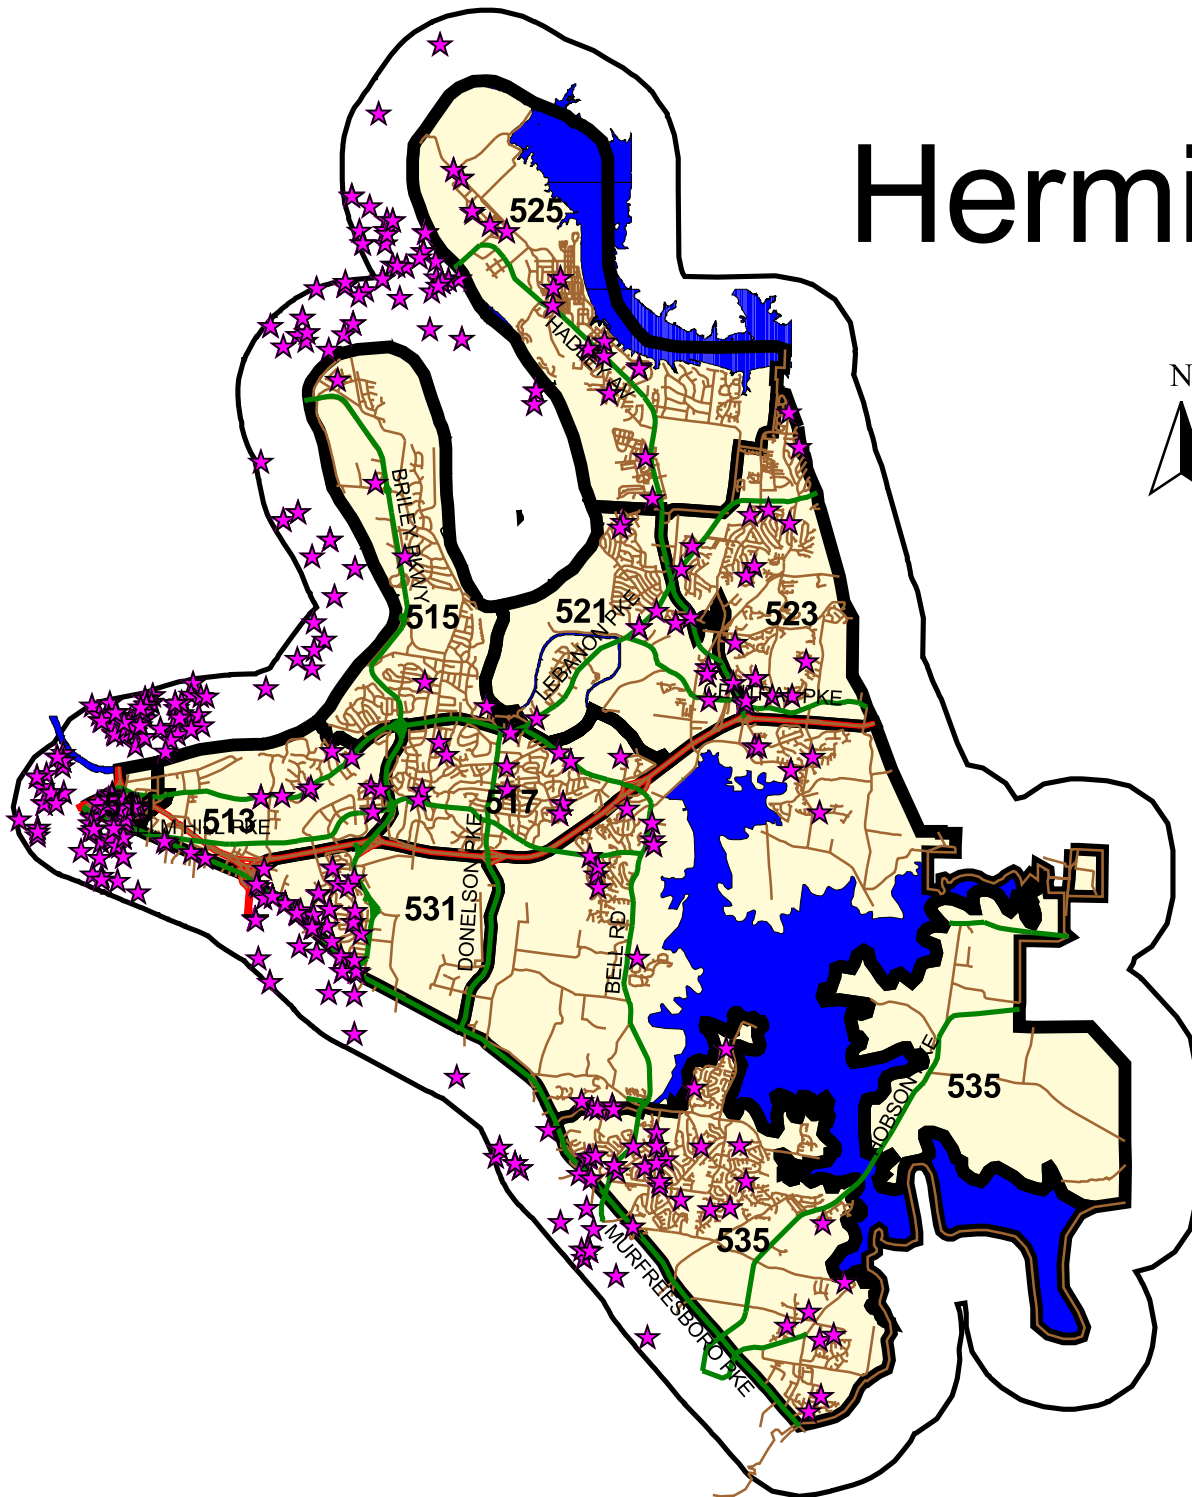 Hermi
525
N
HADLEY AV
BRILEY PKWY
515
521
523
LEBANON PKE
CENTRAL PKE
517
513
ELM HILL PKE
531
DONELSON PKE
BELL RD
535
HOBSON PKE
535
MURFREESBORO PKE